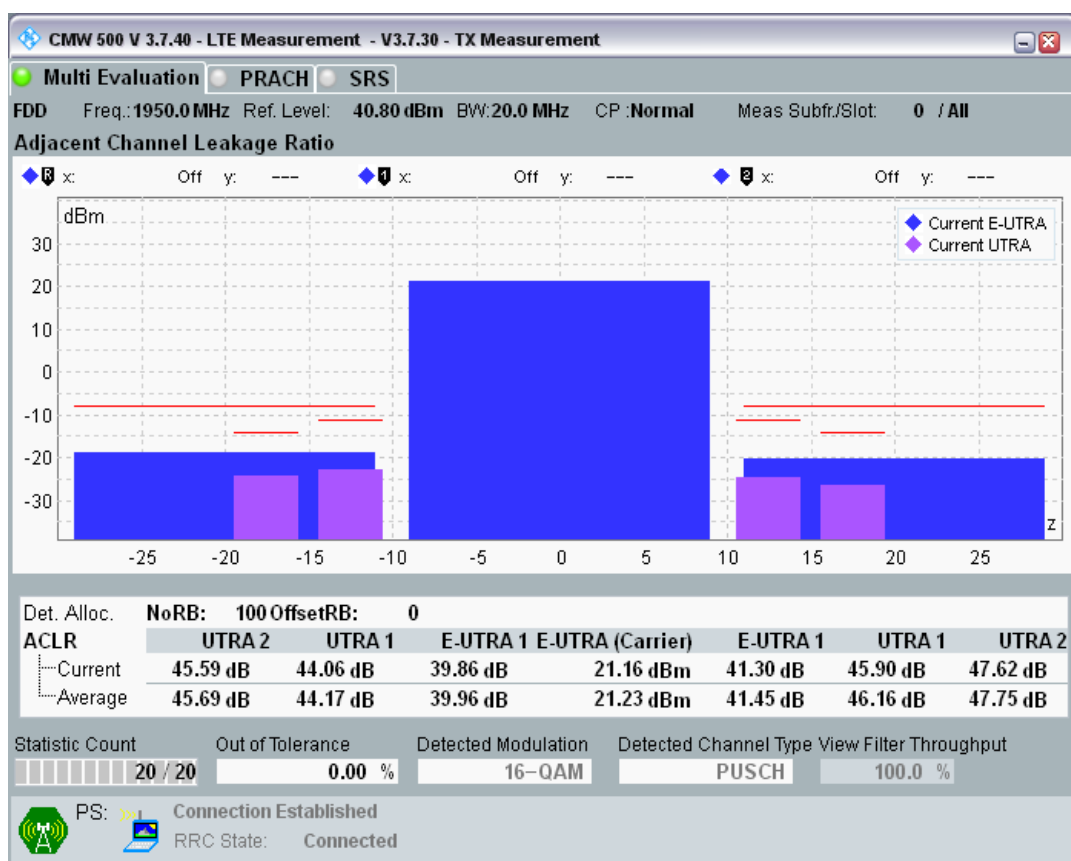 CMW 500 V 3.7.40 - LTE Measurement - V3.7.30 - TX Measurement
Multi Evaluation PRACH SRS
FDD Freq.: 1950.0 MHz Ref. Level: 40.80 dBm BW: 20.0 MHz CP : Normal Meas Subfr./Slot: 0 / All
Adjacent Channel Leakage Ratio
R x: Off y: --- 1 x: Off y: --- 2 x: Off y: ---
dBm
Current E-UTRA
Current UTRA
30
20
10
0
-10
-20
-30
z
-25 -20 -15 -10 -5 0 5 10 15 20 25
Det. Alloc. NoRB: 100 OffsetRB: 0
ACLR UTRA 2 UTRA 1 E-UTRA 1 E-UTRA (Carrier) E-UTRA 1 UTRA 1 UTRA 2
Current 45.59 dB 44.06 dB 39.86 dB 21.16 dBm 41.30 dB 45.90 dB 47.62 dB
Average 45.69 dB 44.17 dB 39.96 dB 21.23 dBm 41.45 dB 46.16 dB 47.75 dB
Statistic Count Out of Tolerance Detected Modulation Detected Channel Type View Filter Throughput
20 / 20 0.00 % 16-QAM PUSCH 100.0 %
PS: Connection Established
RRC State: Connected